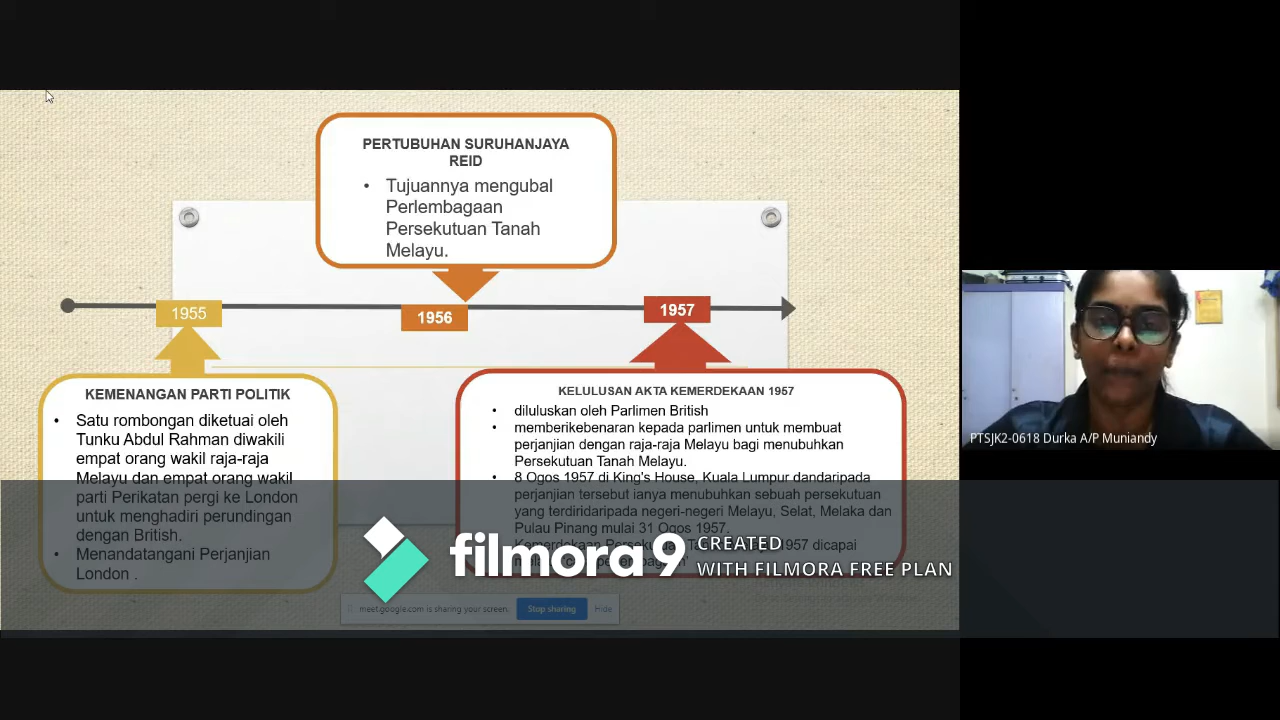 PERTUBUHAN SURUHANJAYA
REID
• Tujuannya mengubal
Perlembagaan
Persekutuan Tanah
Melayu.
1955
1956
1957
KEMENANGAN PARTI POLITIK
• Satu rombongan diketuai oleh
Tunku Abdul Rahman diwakili
empat orang wakil raja-raja
Melayu dan empat orang wakil
parti Perikatan pergi ke London
untuk menghadiri perundingan
dengan British.
• Menandatangani Perjanjian
London .
KELULUSAN AKTA KEMERDEKAAN 1957
• diluluskan oleh Parlimen British
• memberikebenaran kepada parlimen untuk membuat
perjanjian dengan raja-raja Melayu bagi menubuhkan
Persekutuan Tanah Melayu.
• 8 Ogos 1957 di King's House, Kuala Lumpur dandaripada
perjanjian tersebut ianya menubuhkan sebuah persekutuan
yang terdiridaripada negeri-negeri Melayu, Selat, Melaka dan
Pulau Pinang mulai 31 Ogos 1957.
Kemerdekaan 1957 dicapai
PTSJK2-0618 Durka A/P Muniandy
filmora9 CREATED
WITH FILMORA FREE PLAN
meet.google.com is sharing your screen. Stop sharing Hide